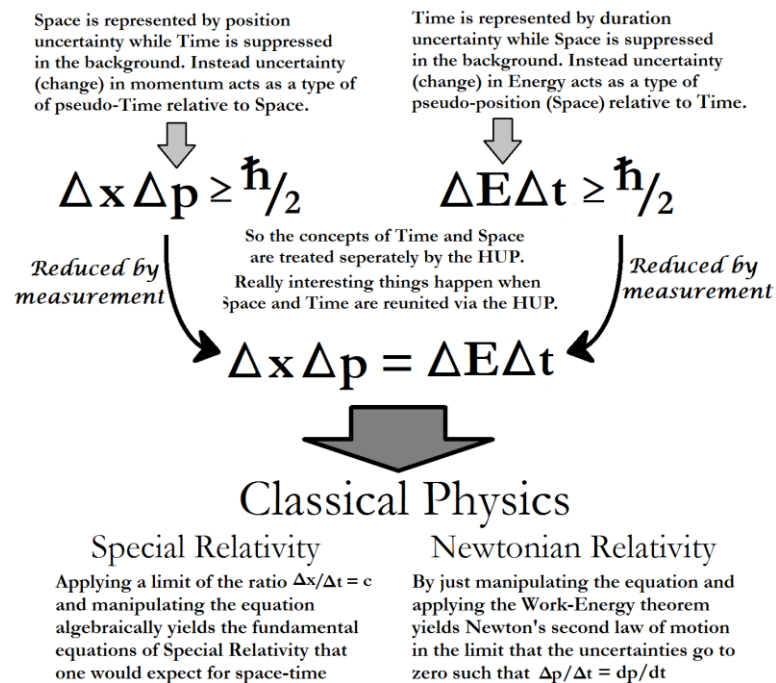 Space is represented by position
uncertainty while Time is suppressed
in the background. Instead uncertainty
(change) in momentum acts as a type of
of pseudo-Time relative to Space.
Time is represented by duration
uncertainty while Space is suppressed
in the background. Instead uncertainty
(change) in Energy acts as a type of
pseudo-position (Space) relative to Time.
Δx Δp ≥ ℏ/2
ΔEΔt ≥ ℏ/2
Reduced by
measurement
So the concepts of Time and Space
are treated seperately by the HUP.
Really interesting things happen when
Space and Time are reunited via the HUP.
Reduced by
measurement
Δx Δp = ΔEΔt
Classical Physics
Special Relativity
Applying a limit of the ratio Δx/Δt = c
and manipulating the equation
algebraically yields the fundamental
equations of Special Relativity that
one would expect for space-time
Newtonian Relativity
By just manipulating the equation and
applying the Work-Energy theorem
yields Newton's second law of motion
in the limit that the uncertainties go to
zero such that Δp/Δt = dp/dt